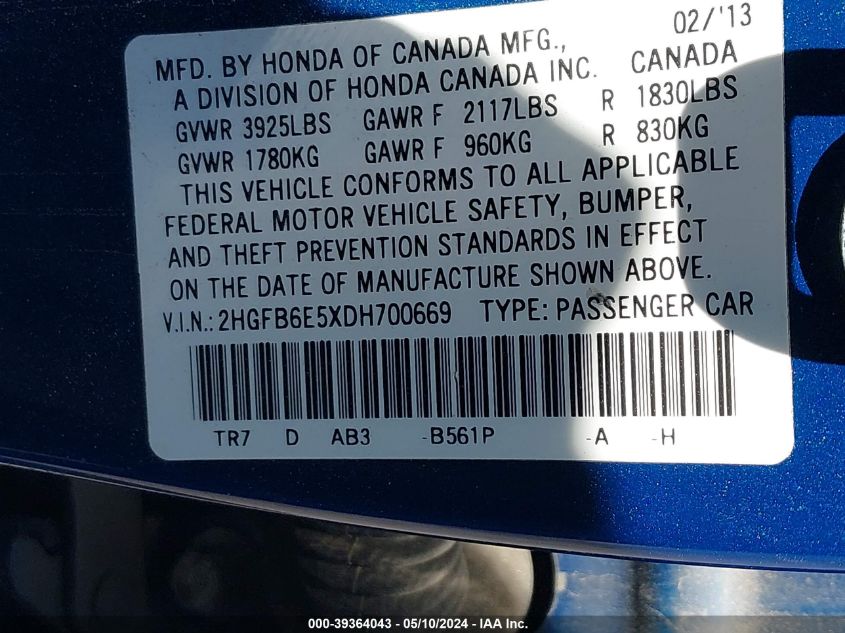 02/'13
MFD. BY HONDA OF CANADA MFG., CANADA
A DIVISION OF HONDA CANADA INC.
GVWR 3925LBS GAWR F 2117LBS R 1830LBS
GVWR 1780KG GAWR F 960KG R 830KG
THIS VEHICLE CONFORMS TO ALL APPLICABLE
FEDERAL MOTOR VEHICLE SAFETY, BUMPER,
AND THEFT PREVENTION STANDARDS IN EFFECT
ON THE DATE OF MANUFACTURE SHOWN ABOVE.
V.I.N.: 2HGFB6E5XDH700669 TYPE: PASSENGER CAR
TR7 D AB3 -B561P -A -H
000-39364043 - 05/10/2024 - IAA Inc.